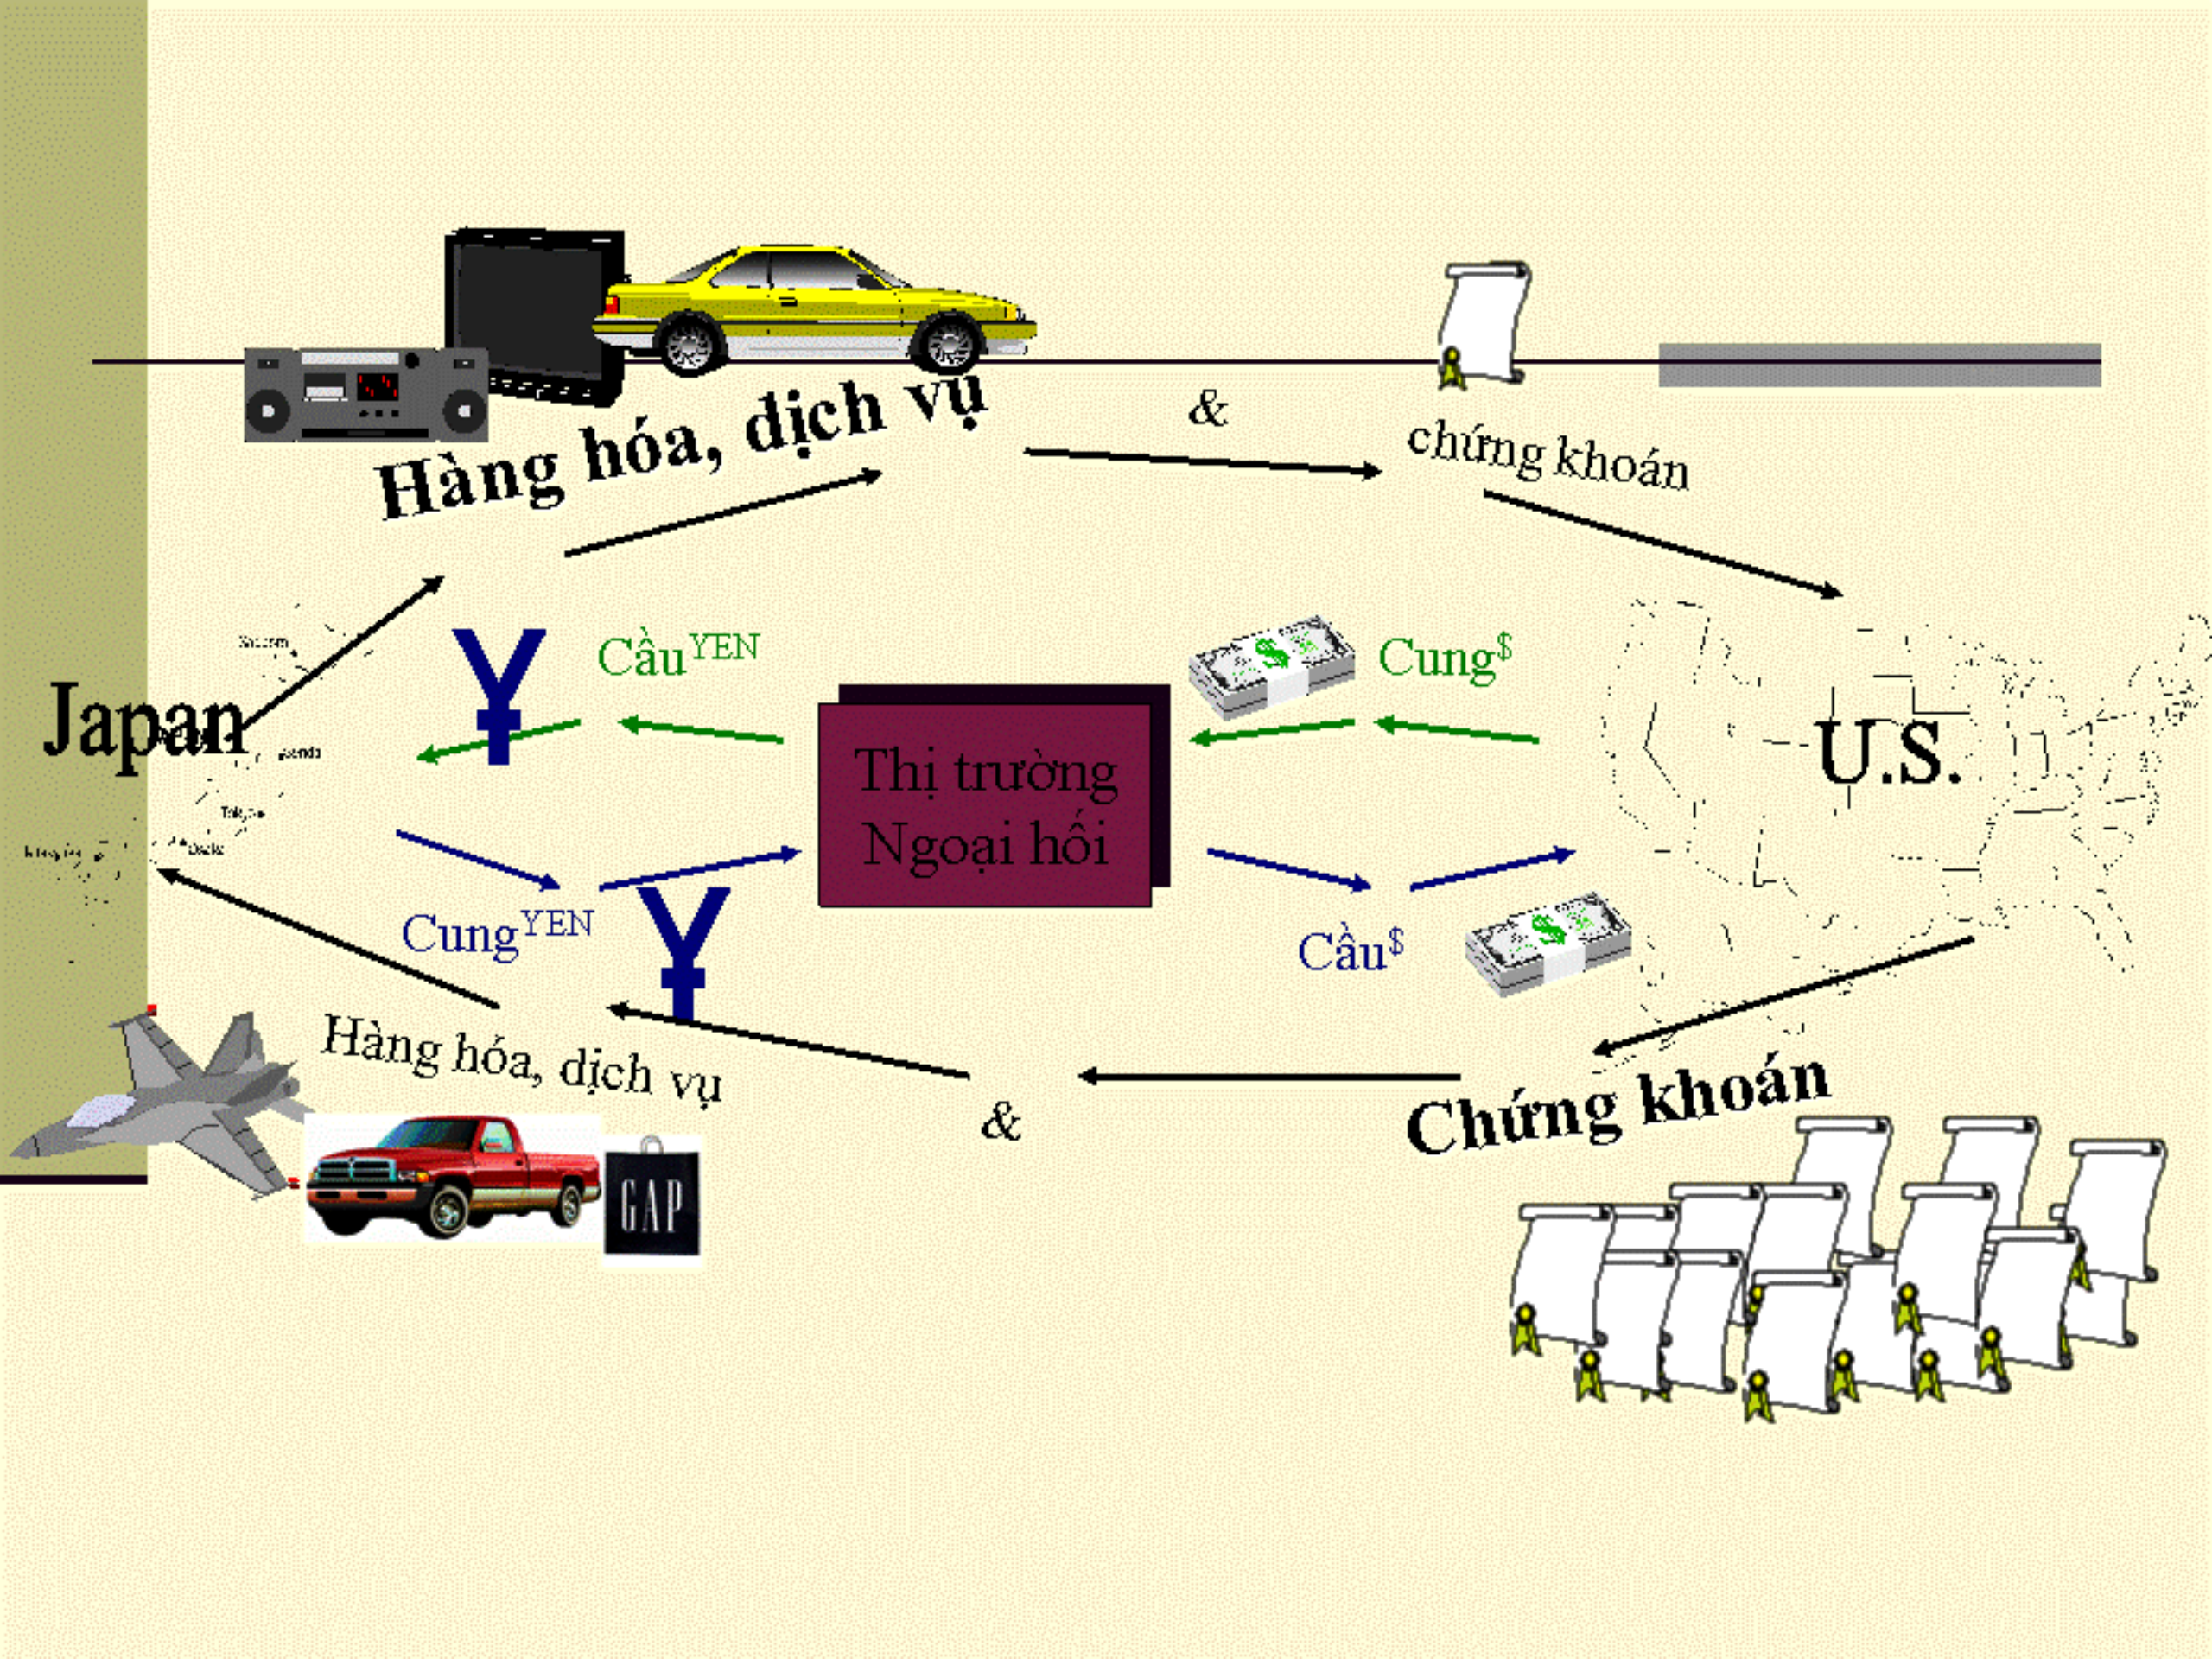 Hàng hóa, dịch vụ
&
chứng khoán
Japan
Cầu^YEN
Cung^$
U.S.
Thị trường
Ngoại hối
Cung^YEN
Cầu^$
Hàng hóa, dịch vụ
&
Chứng khoán
GAP